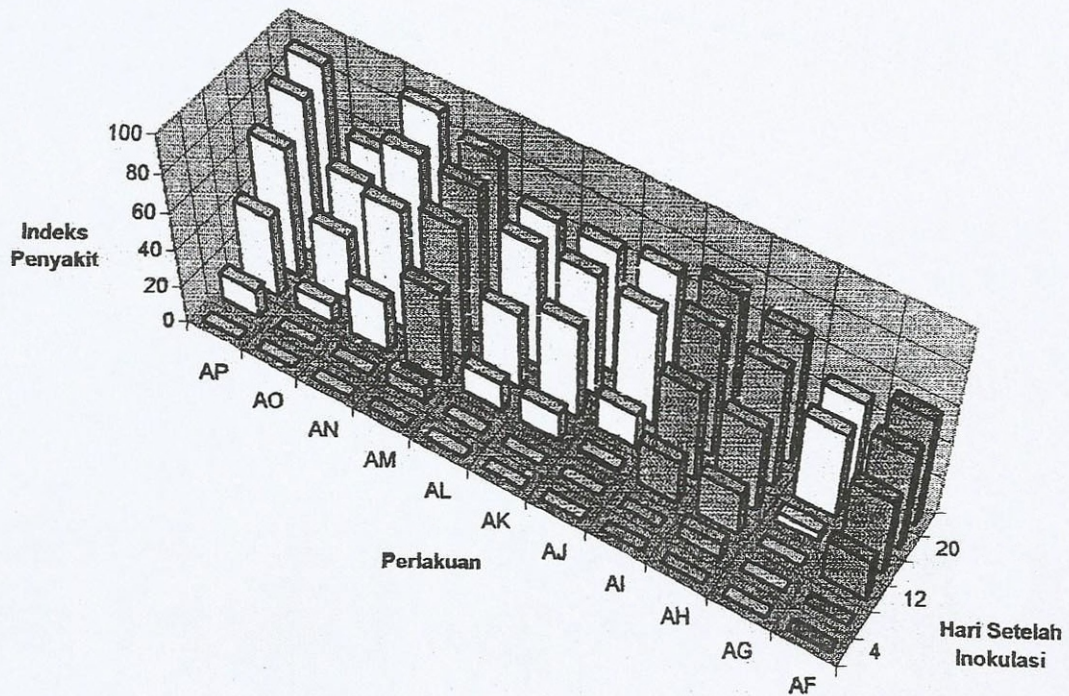 100
80
60
40
20
0
Indeks
Penyakit
AP
AO
AN
AM
AL
AK
AJ
AI
AH
AG
AF
Perlakuan
4
12
20
Hari Setelah
Inokulasi